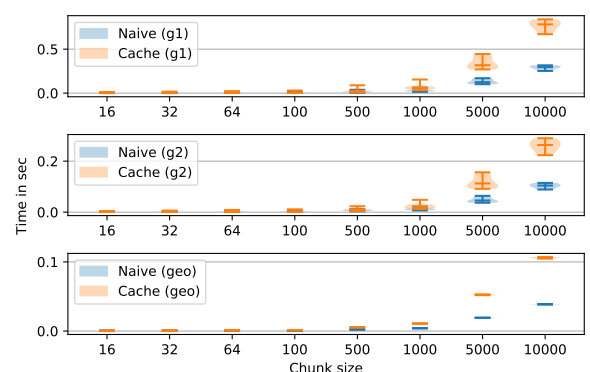 Naive (g1)
Cache (g1)
0.5
0.0
16 32 64 100 500 1000 5000 10000
Naive (g2)
Cache (g2)
0.2
0.0
16 32 64 100 500 1000 5000 10000
Time in sec
Naive (geo)
Cache (geo)
0.1
0.0
16 32 64 100 500 1000 5000 10000
Chunk size